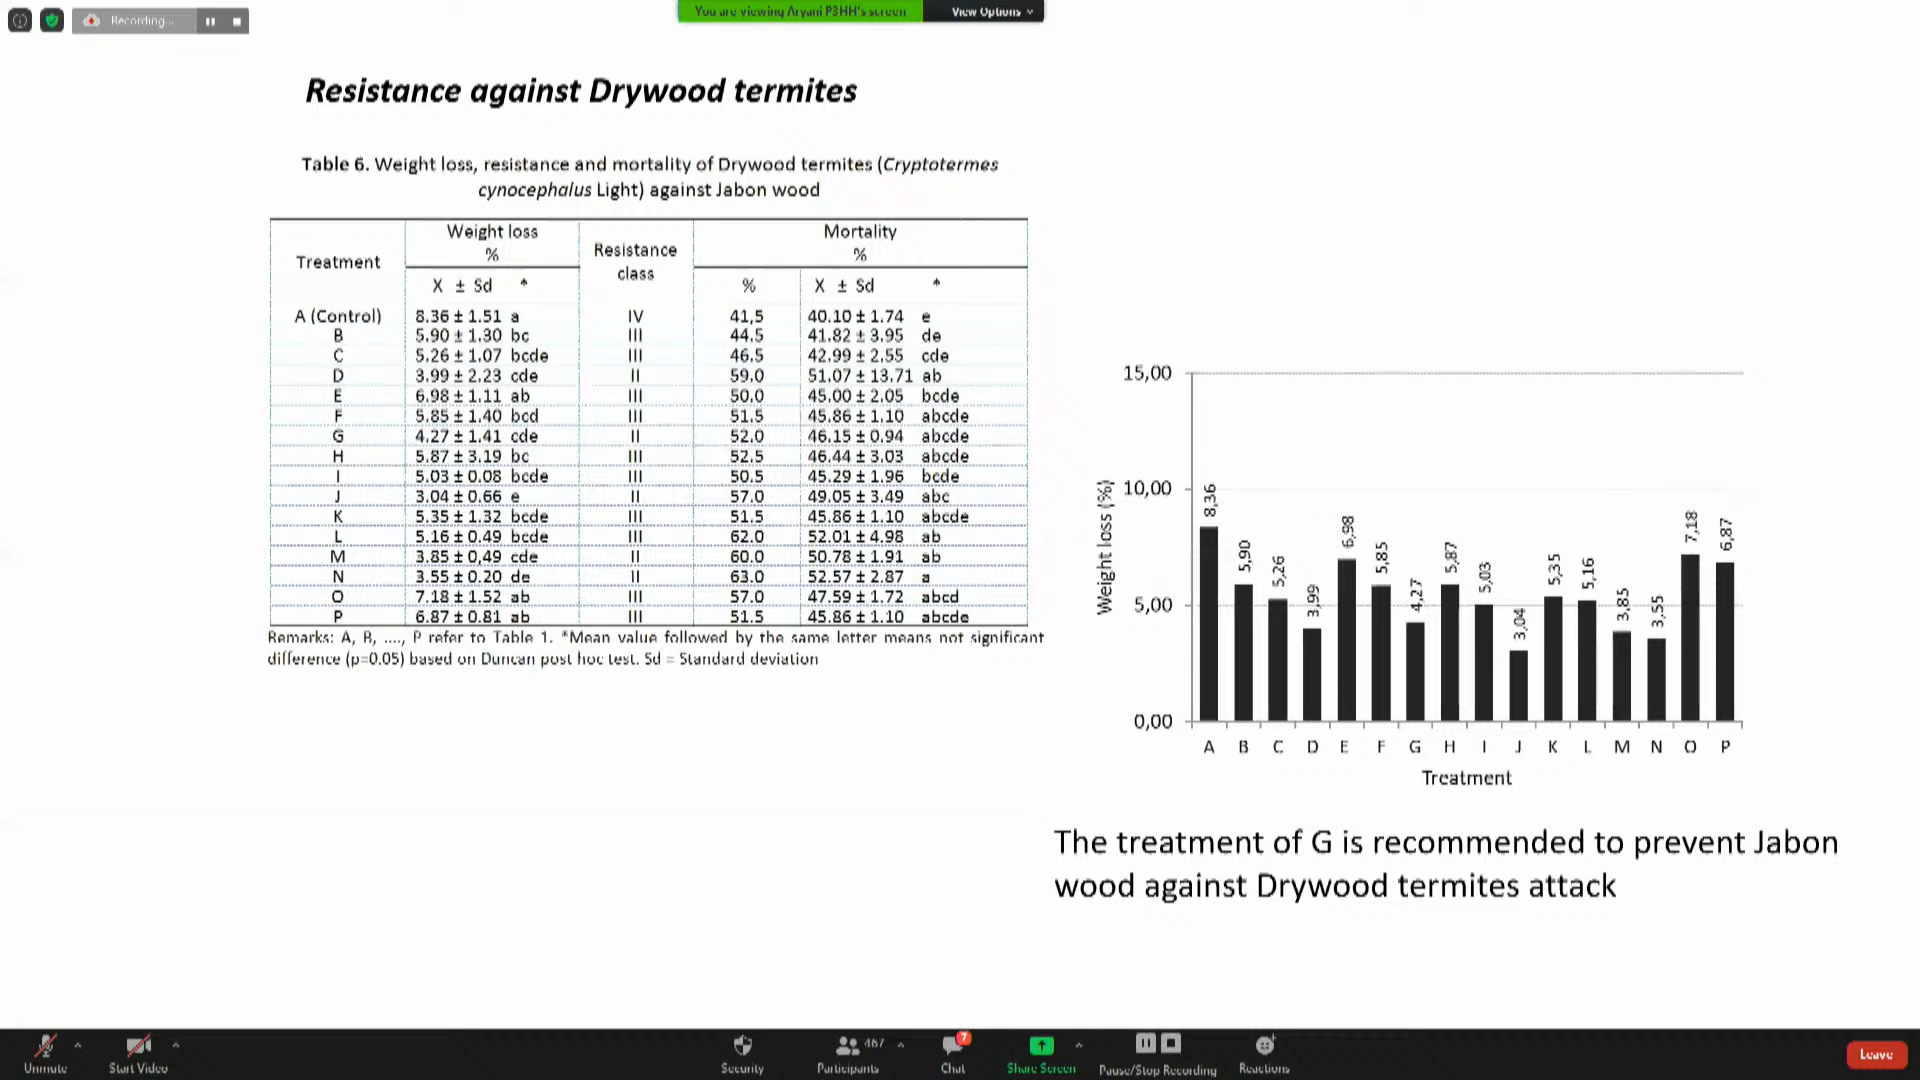 Recording...
You are viewing Aryani P3HH's screen
View Options
Resistance against Drywood termites
Table 6. Weight loss, resistance and mortality of Drywood termites (Cryptotermes
cynocephalus Light) against Jabon wood
Treatment
Weight loss
%
Resistance
class
Mortality
%
X ± Sd *
% X ± Sd *
A (Control) 8.36 ± 1.51 a IV 41,5 40.10 ± 1.74 e
B 5.90 ± 1.30 bc III 44.5 41.82 ± 3.95 de
C 5.26 ± 1.07 bcde III 46.5 42.99 ± 2.55 cde
D 3.99 ± 2.23 cde II 59.0 51.07 ± 13.71 ab
E 6.98 ± 1.11 ab III 50.0 45.00 ± 2.05 bcde
F 5.85 ± 1.40 bcd III 51.5 45.86 ± 1.10 abcde
G 4.27 ± 1.41 cde II 52.0 46.15 ± 0.94 abcde
H 5.87 ± 3.19 bc III 52.5 46.44 ± 3.03 abcde
I 5.03 ± 0.08 bcde III 50.5 45.29 ± 1.96 bcde
J 3.04 ± 0.66 e II 57.0 49.05 ± 3.49 abc
K 5.35 ± 1.32 bcde III 51.5 45.86 ± 1.10 abcde
L 5.16 ± 0.49 bcde III 62.0 52.01 ± 4.98 ab
M 3.85 ± 0,49 cde II 60.0 50.78 ± 1.91 ab
N 3.55 ± 0.20 de II 63.0 52.57 ± 2.87 a
O 7.18 ± 1.52 ab III 57.0 47.59 ± 1.72 abcd
P 6.87 ± 0.81 ab III 51.5 45.86 ± 1.10 abcde
Remarks: A, B, ...., P refer to Table 1. *Mean value followed by the same letter means not significant
difference (p=0.05) based on Duncan post hoc test. Sd = Standard deviation
Weight loss (%)
15,00
10,00
5,00
0,00
8,36 5,90 5,26 3,99 6,98 5,85 4,27 5,87 5,03 3,04 5,35 5,16 3,85 3,55 7,18 6,87
A B C D E F G H I J K L M N O P
Treatment
The treatment of G is recommended to prevent Jabon
wood against Drywood termites attack
Unmute
Start Video
Security
467
Participants
7
Chat
Share Screen
Pause/Stop Recording
Reactions
Leave